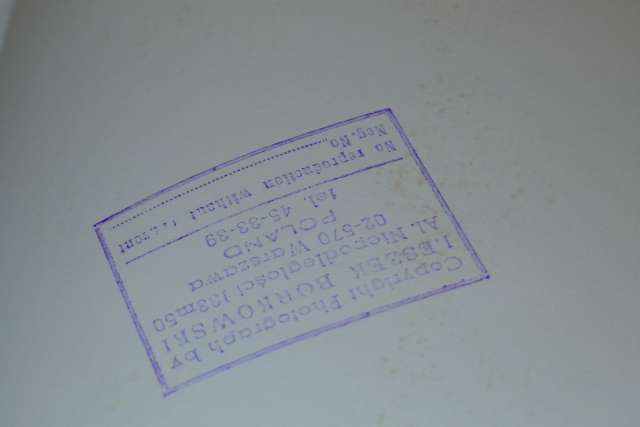 Copyright Photograph by
LESZEK BORKOWSKI
Al. Niepodległości 133m50
02-570 Warszawa
POLAND
tel. 45-33-39
No reproduction without
Neg.No